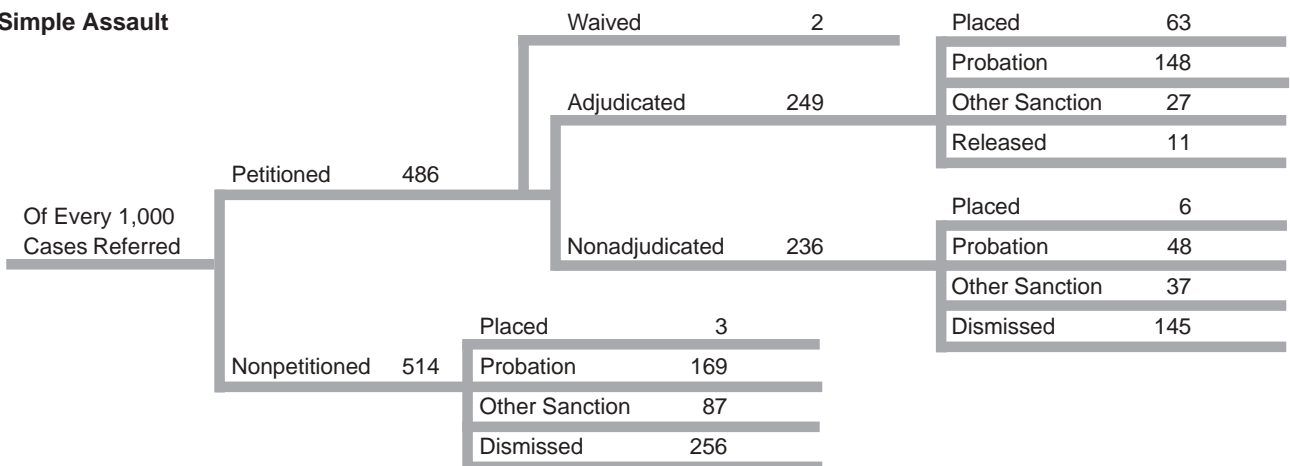 Simple Assault
Of Every 1,000
Cases Referred
Petitioned 486
Waived 2
Adjudicated 249
Placed 63
Probation 148
Other Sanction 27
Released 11
Nonadjudicated 236
Placed 6
Probation 48
Other Sanction 37
Dismissed 145
Nonpetitioned 514
Placed 3
Probation 169
Other Sanction 87
Dismissed 256